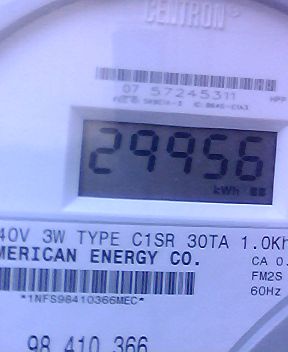 CENTRON®
07 57245311
29956
kWh
40V 3W TYPE C1SR 30TA 1.0Kh
MERICAN ENERGY CO.
CA 0.
FM2S
60Hz
*1NFS98410366MEC*
98 410 366